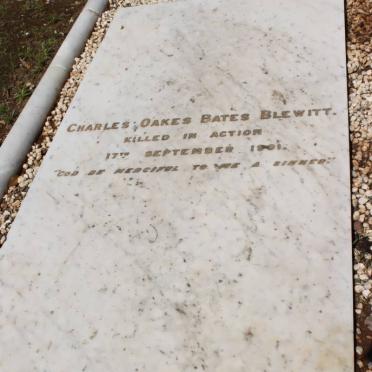 CHARLES OAKES BATES BLEWITT.
KILLED IN ACTION
17TH SEPTEMBER 1901.
"GOD BE MERCIFUL TO ME A SINNER"